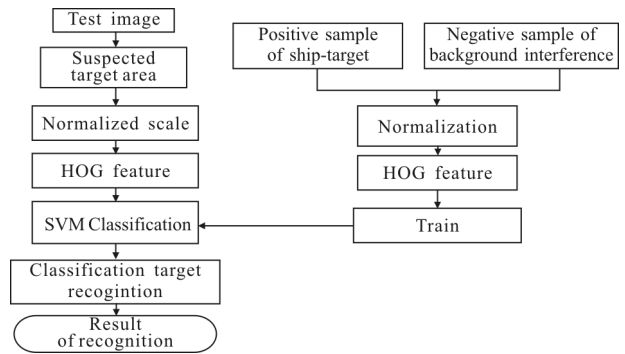 Test image
Suspected
target area
Normalized scale
HOG feature
SVM Classification
Classification target
recogintion
Result
of recognition
Positive sample
of ship-target
Negative sample of
background interference
Normalization
HOG feature
Train